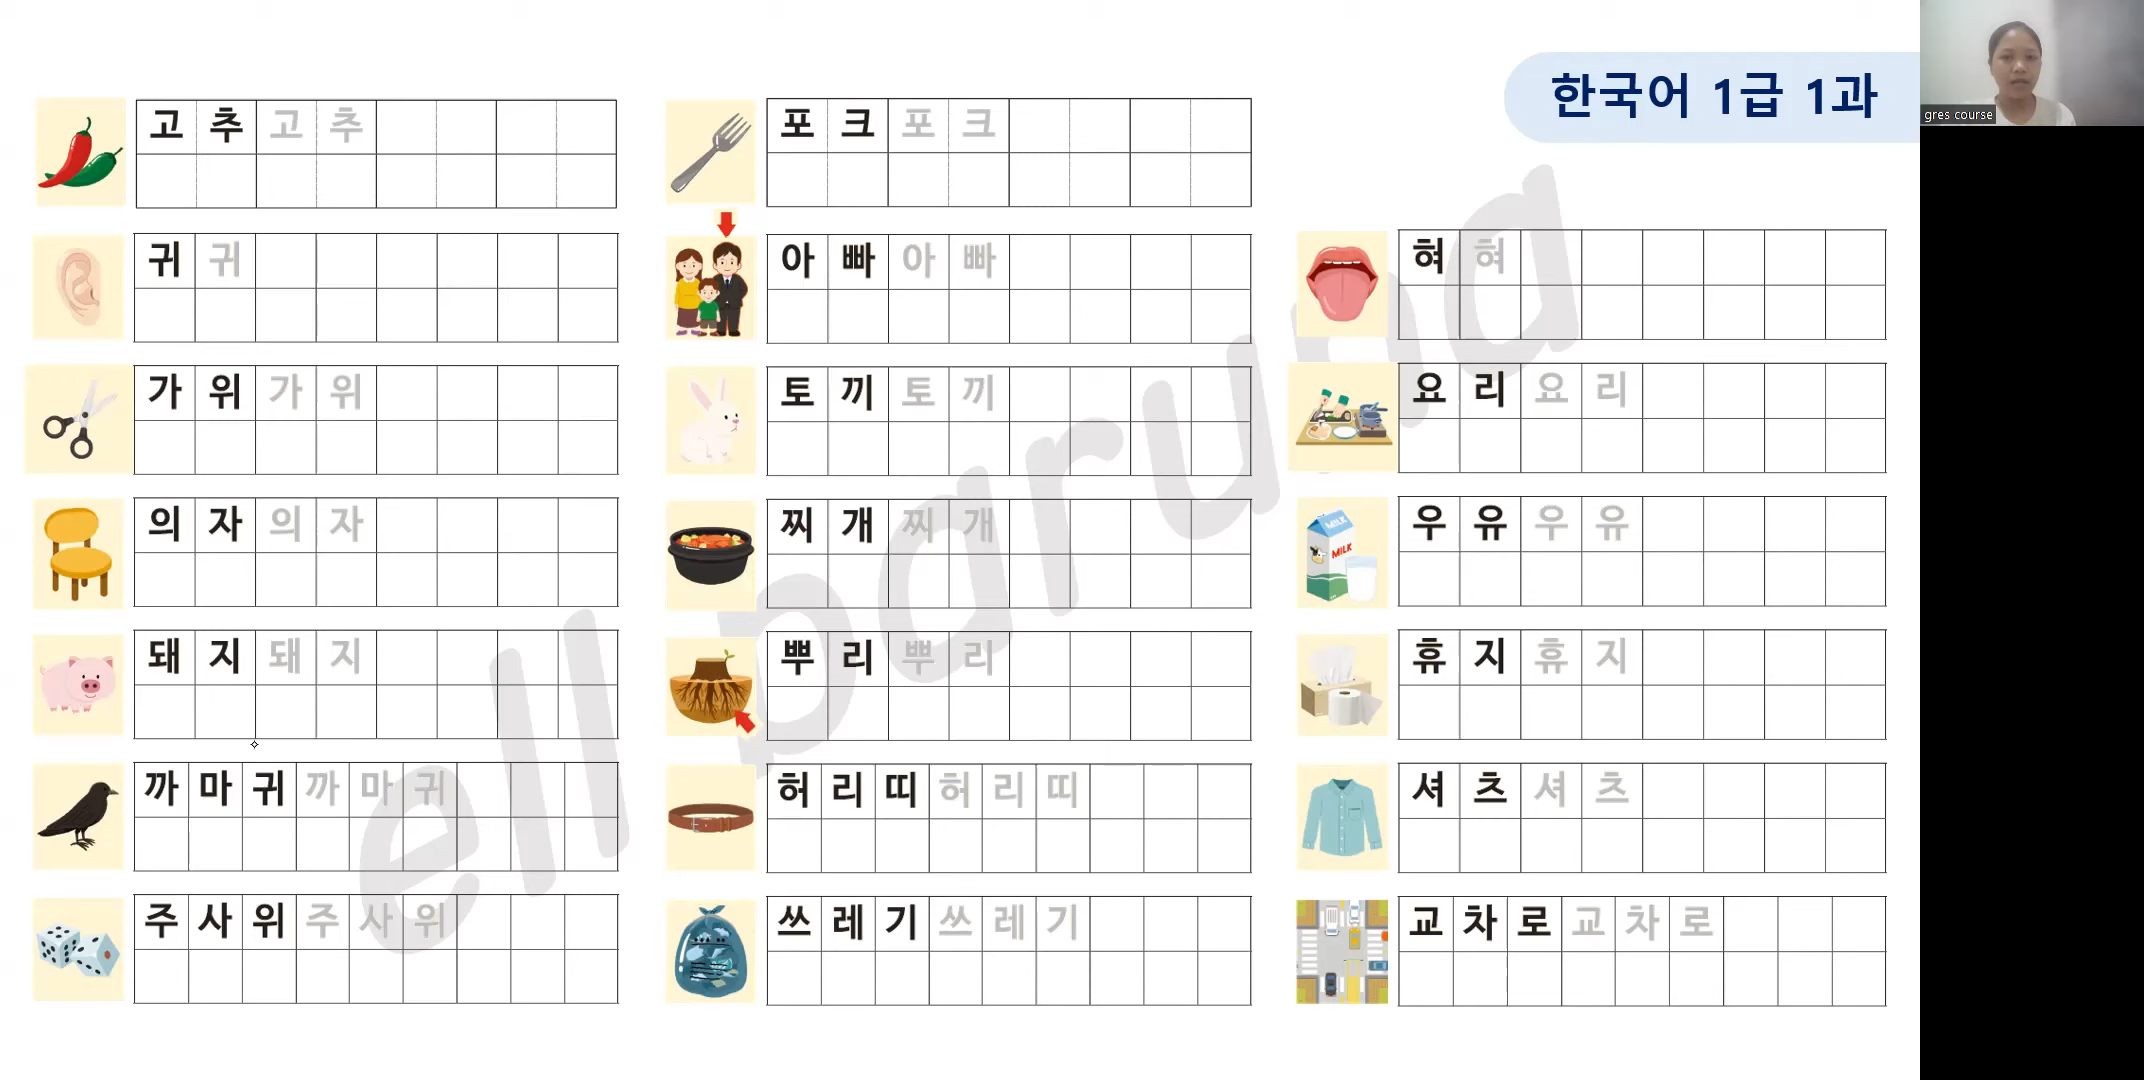 한국어 1급 1과
gres course
고추 고추
귀 귀
가위 가위
의자 의자
돼지 돼지
까마귀 까마귀
주사위 주사위
포크 포크
아빠 아빠
토끼 토끼
찌개 찌개
뿌리 뿌리
허리띠 허리띠
쓰레기 쓰레기
혀 혀
요리 요리
우유 우유
MILK
MILK
휴지 휴지
셔츠 셔츠
교차로 교차로
ell paruna